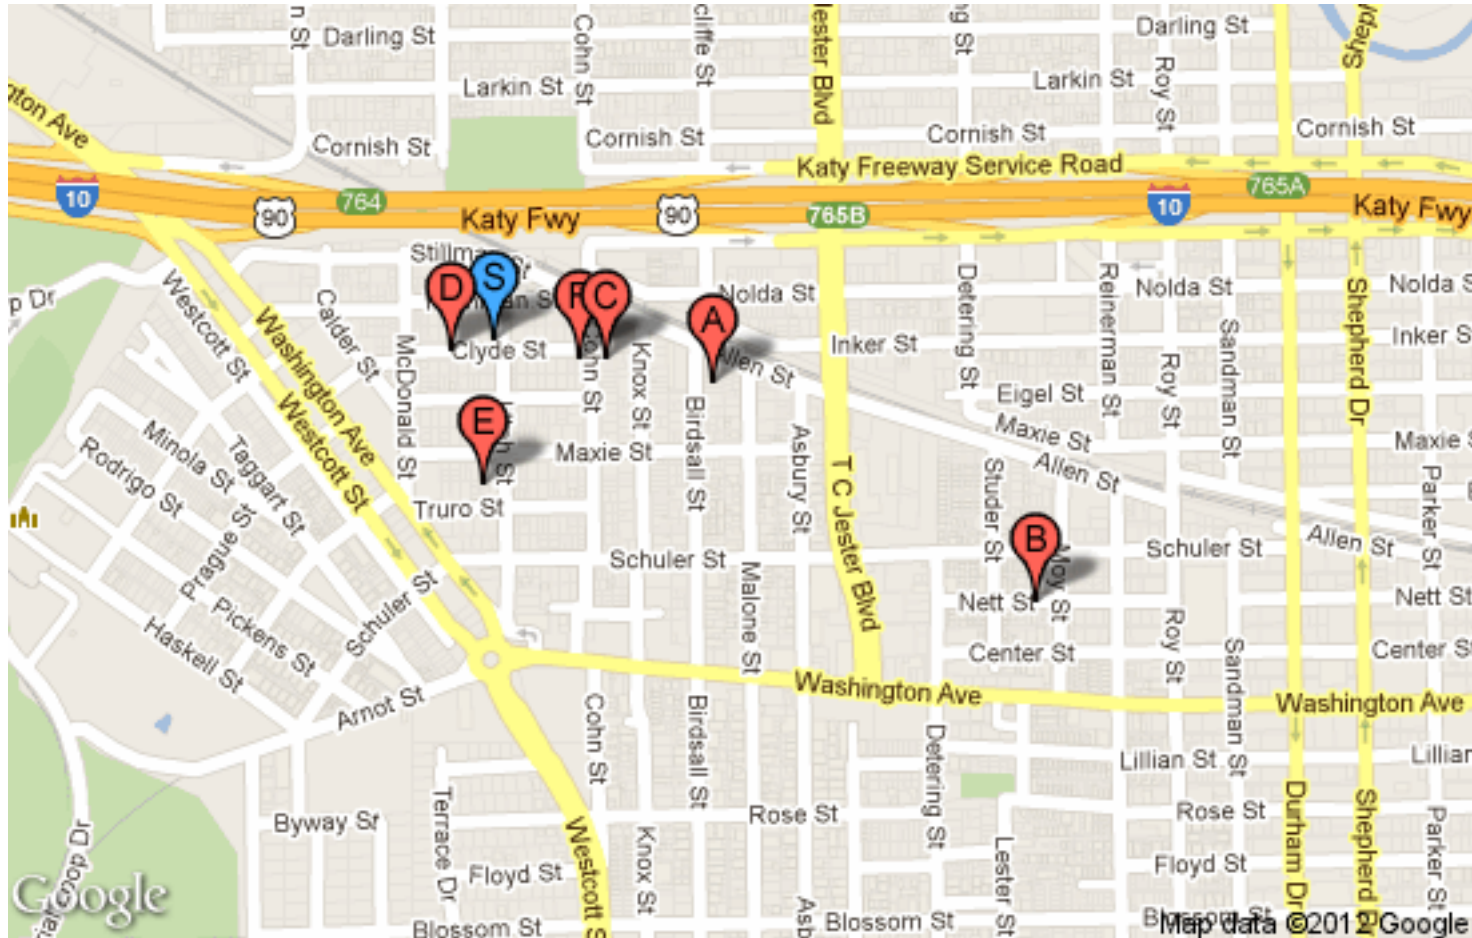 Darling St
Cohn St
Darling St
Larkin St
Larkin St
Roy St
Cornish St
Cornish St
Cornish St
Cornish St
Katy Freeway Service Road
10
90
764
Katy Fwy
90
765B
10
765A
Katy Fwy
D
S
C
A
Nolda St
Nolda St
Nolda
Westcott St
Washington Ave
Calder St
McDonald St
Clyde St
Knox St
Allen St
Inker St
Detering St
Reinerman St
Roy St
Sandman St
Shepherd Dr
Inker S
E
Birdsall St
Eigel St
Maxie St
Maxie St
Maxie
Westcott St
Minola St
Rodrigo St
Taggart St
Truro St
Asbury St
T C Jester Blvd
Allen St
Studer St
Parker St
B
Prague St
Schuler St
Schuler St
Allen St
Moy St
Nett St
Nett St
Pickens St
Schuler St
Haskell St
Malone St
Center St
Roy St
Sandman St
Center St
Arnot St
Washington Ave
Washington Ave
Cohn St
Birdsall St
Detering St
Lillian St
Lillian
Byway St
Terrace Dr
Rose St
Rose St
Durham Dr
Shepherd
Parker St
Westcott S
Knox St
Floyd St
Lester St
Floyd St
Google
Blossom St
Blossom St
Map data ©2012 Google